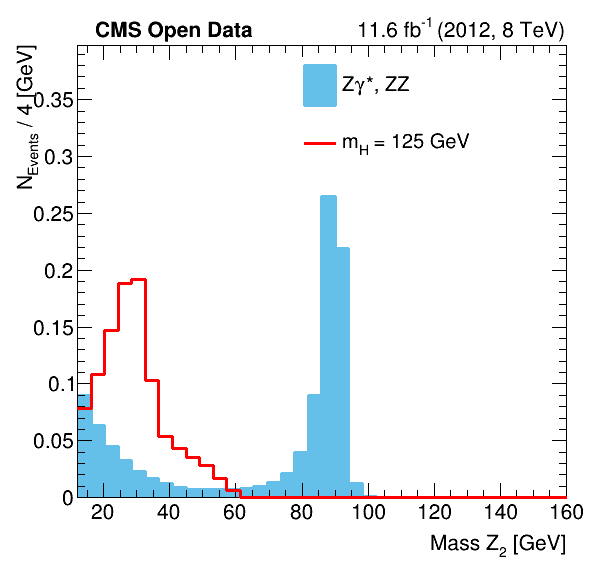 CMS Open Data 11.6 fb-1 (2012, 8 TeV)
N_Events / 4 [GeV]
Zγ*, ZZ
m_H = 125 GeV
0.35
0.3
0.25
0.2
0.15
0.1
0.05
0
20 40 60 80 100 120 140 160
Mass Z_2 [GeV]